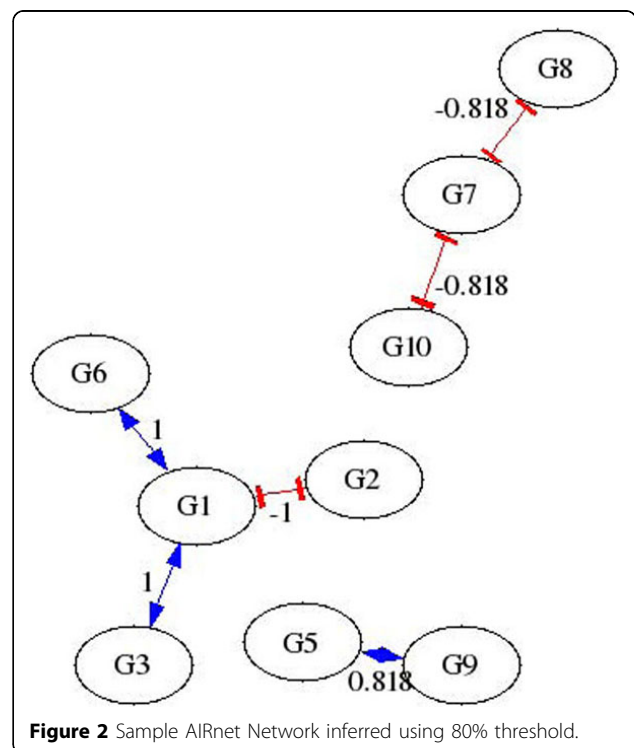 G8
-0.818
G7
-0.818
G10
G6
1
G2
G1
-1
1
G5
G3
G9
0.818
Figure 2 Sample AIRnet Network inferred using 80% threshold.